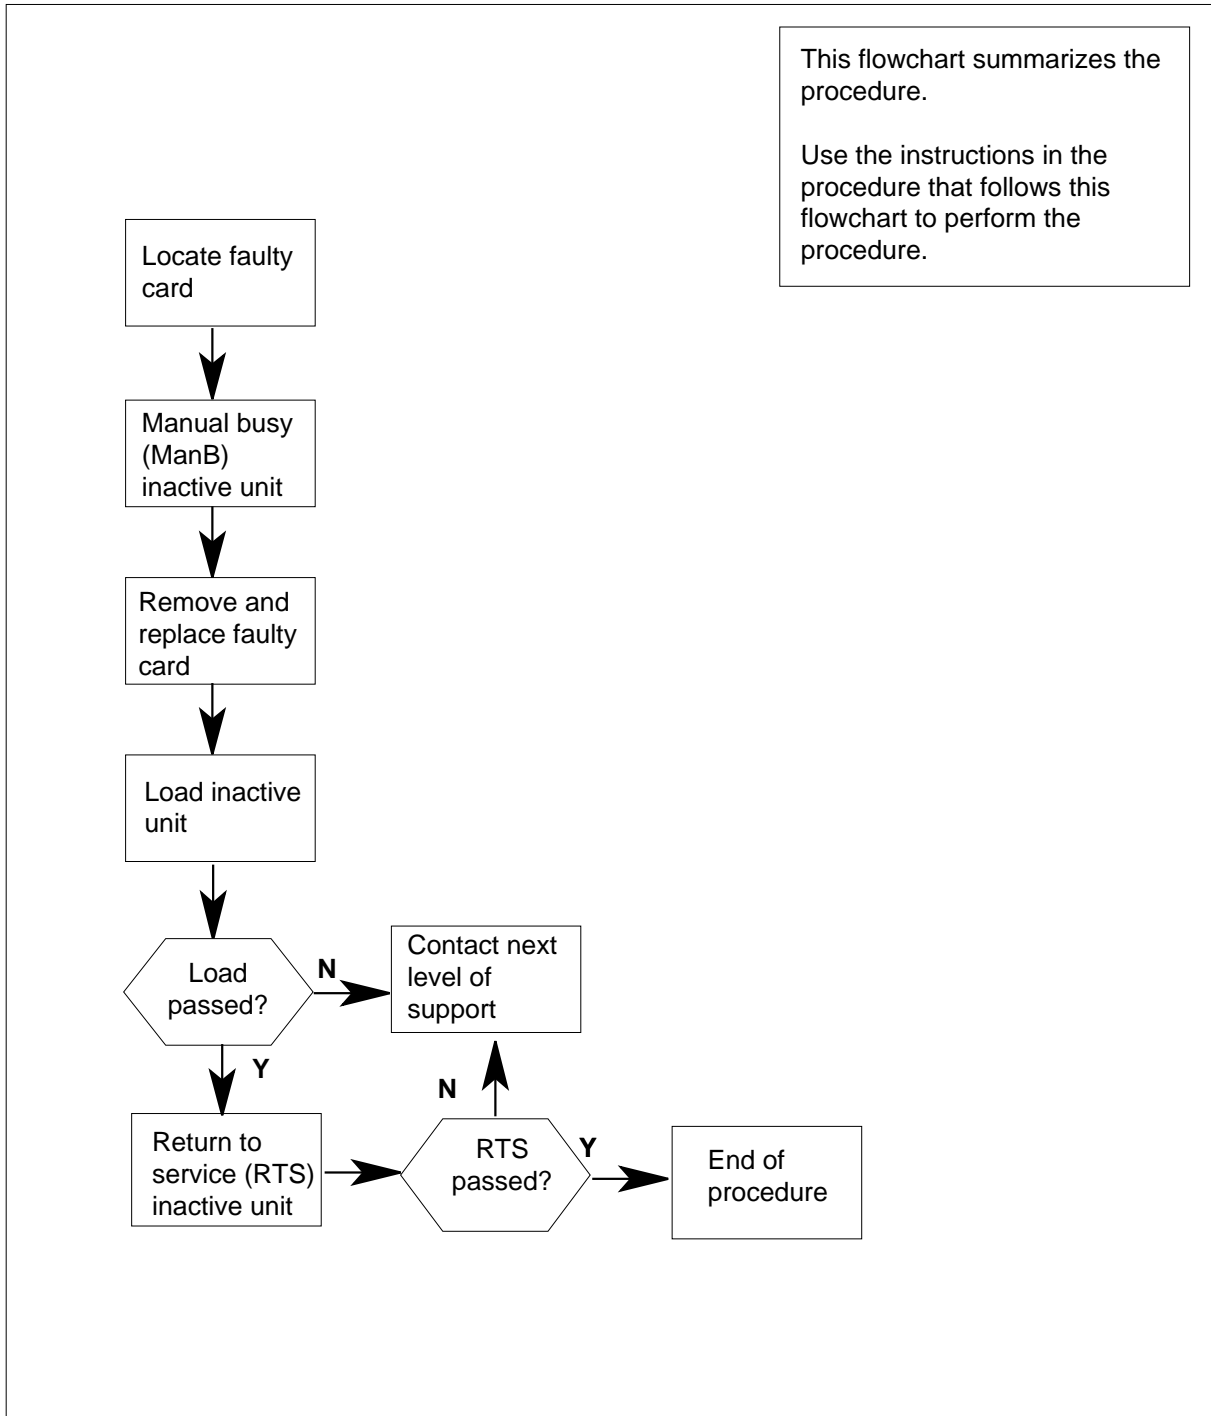 This flowchart summarizes the
procedure.
Use the instructions in the
procedure that follows this
flowchart to perform the
procedure.
Locate faulty
card
Manual busy
(ManB)
inactive unit
Remove and
replace faulty
card
Load inactive
unit
Load
passed?
N
Contact next
level of
support
Y
N
Return to
service (RTS)
inactive unit
RTS
passed?
Y
End of
procedure